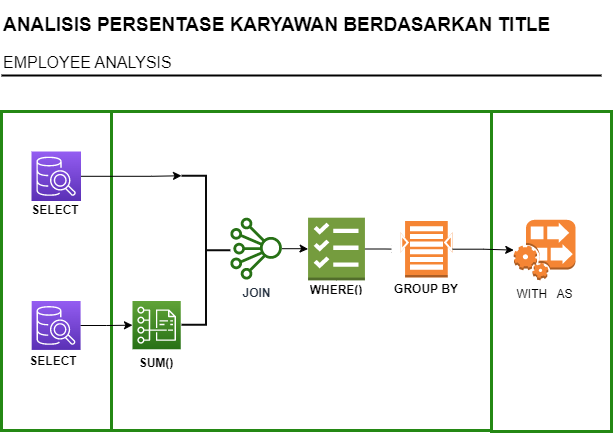 ANALISIS PERSENTASE KARYAWAN BERDASARKAN TITLE
EMPLOYEE ANALYSIS
SELECT
JOIN
WHERE()
GROUP BY
WITH AS
SELECT
SUM()